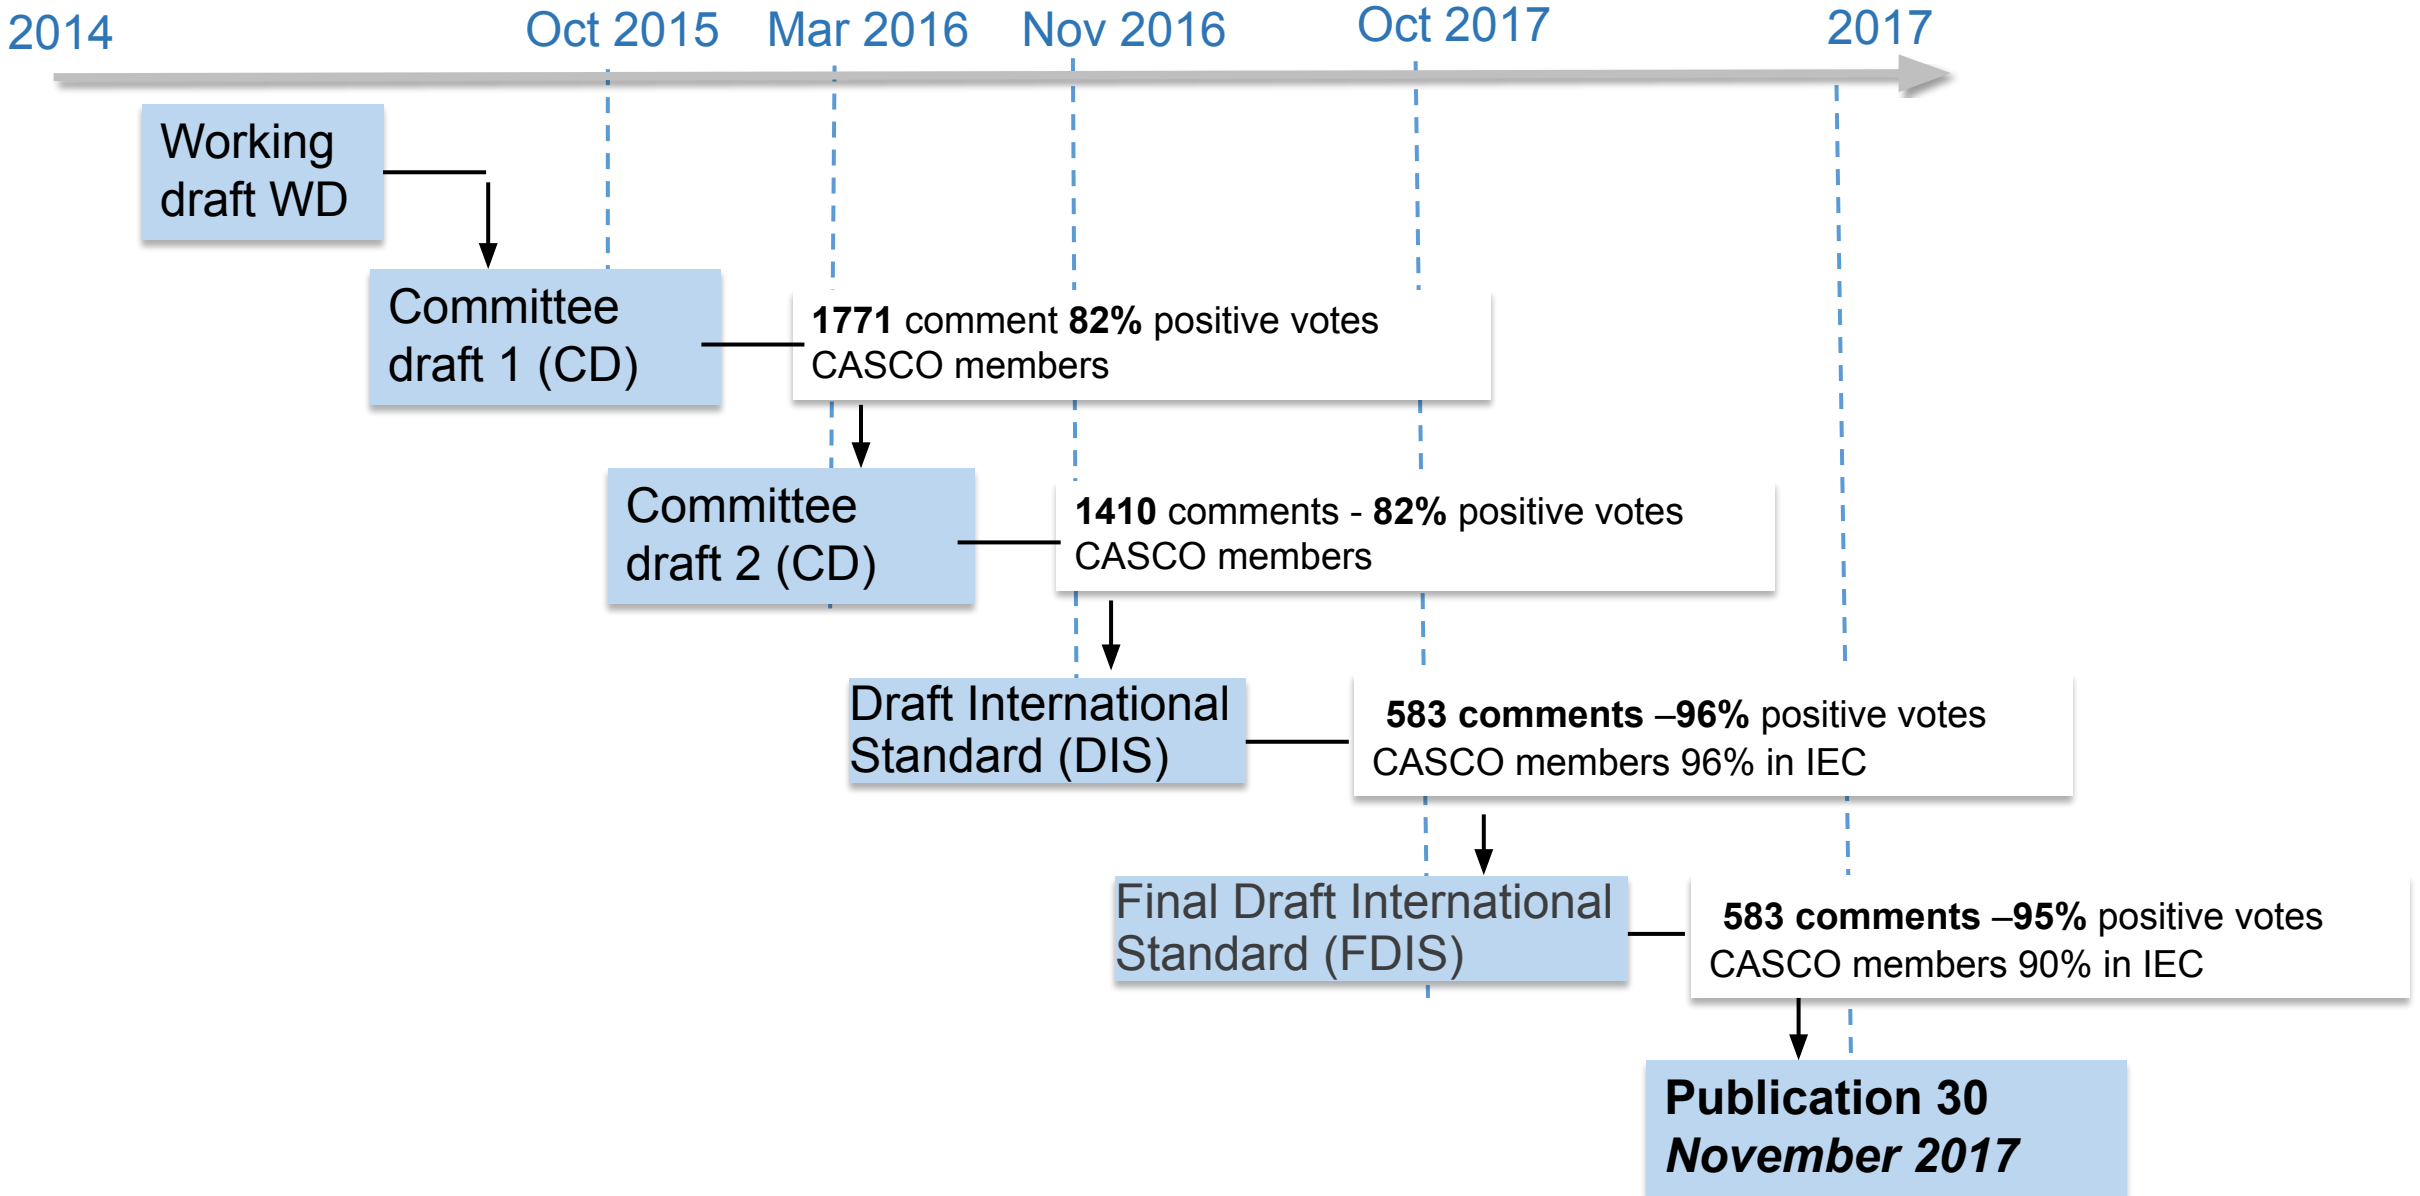 2014
Oct 2015
Mar 2016
Nov 2016
Oct 2017
2017
Working
draft WD
Committee
draft 1 (CD)
1771 comment 82% positive votes
CASCO members
Committee
draft 2 (CD)
1410 comments - 82% positive votes
CASCO members
Draft International
Standard (DIS)
583 comments –96% positive votes
CASCO members 96% in IEC
Final Draft International
Standard (FDIS)
583 comments –95% positive votes
CASCO members 90% in IEC
Publication 30
November 2017